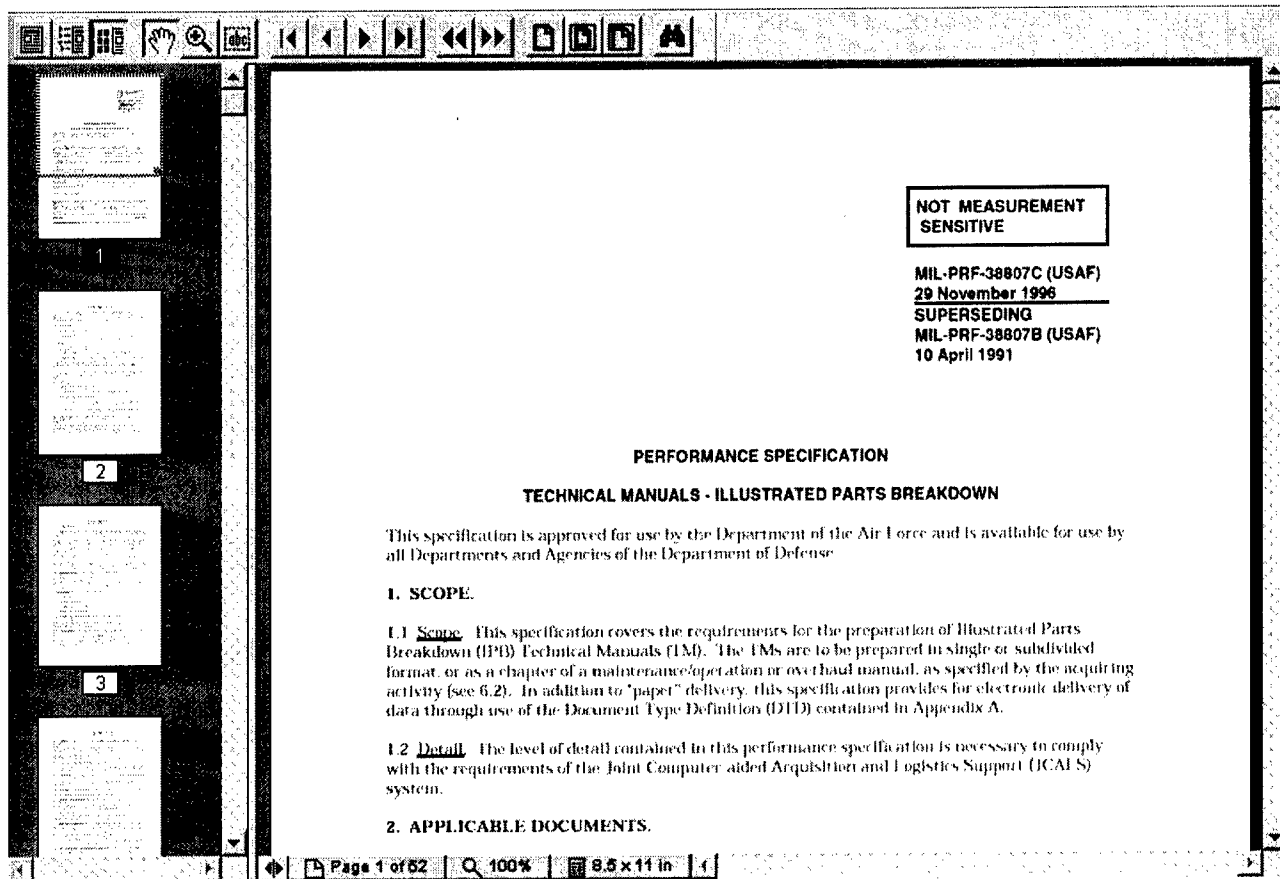 abc
NOT MEASUREMENT
SENSITIVE
MIL-PRF-38807C (USAF)
29 November 1996
SUPERSEDING
MIL-PRF-38807B (USAF)
10 April 1991
PERFORMANCE SPECIFICATION
TECHNICAL MANUALS - ILLUSTRATED PARTS BREAKDOWN
This specification is approved for use by the Department of the Air Force and is available for use by
all Departments and Agencies of the Department of Defense
1. SCOPE.
1.1 Scope. This specification covers the requirements for the preparation of Illustrated Parts
Breakdown (IPB) Technical Manuals (TM). The TMs are to be prepared in single or subdivided
format, or as a chapter of a maintenance/operation or overhaul manual, as specified by the acquiring
activity (see 6.2). In addition to "paper" delivery, this specification provides for electronic delivery of
data through use of the Document Type Definition (DTD) contained in Appendix A.
1.2 Detail. The level of detail contained in this performance specification is necessary to comply
with the requirements of the Joint Computer aided Acquisition and Logistics Support (JCALS)
system.
2. APPLICABLE DOCUMENTS.
1
2
3
Page 1 of 52
100%
8.5 x 11 in